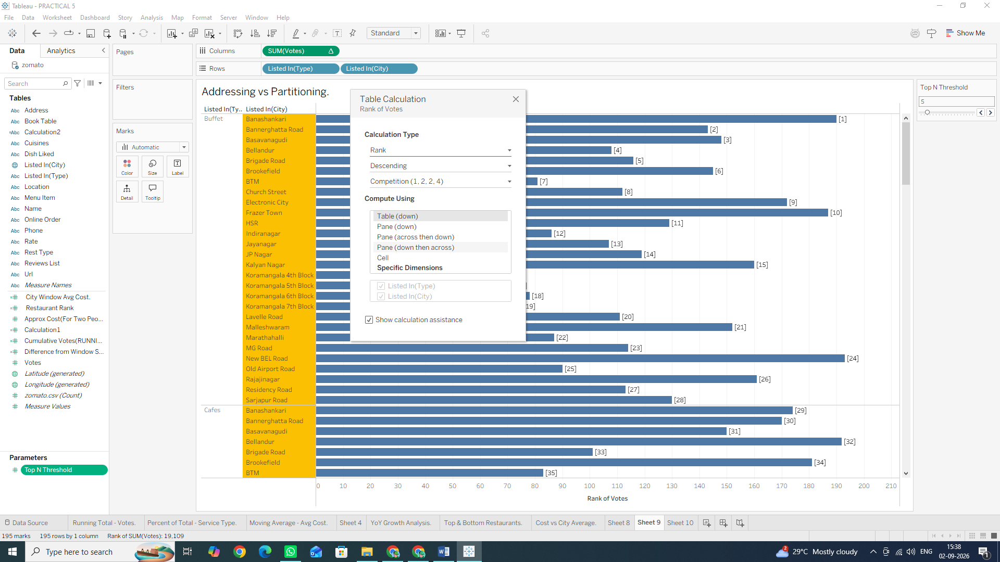 Tableau - PRACTICAL 5
File Data Worksheet Dashboard Story Analysis Map Format Server Window Help
Standard
Show Me
Data Analytics
zomato
Search
Tables
Abc Address
Abc Book Table
=Abc Calculation2
Abc Cuisines
Abc Dish Liked
Listed In(City)
Abc Listed In(Type)
Abc Location
Abc Menu Item
Abc Name
Abc Online Order
Abc Phone
Abc Rate
Abc Rest Type
Abc Reviews List
Abc Url
Abc Measure Names
=# City Window Avg Cost.
=# Restaurant Rank
# Approx Cost(For Two Peo...
=# Calculation1
=# Cumulative Votes(RUNNI...
=# Difference from Window S...
# Votes
Latitude (generated)
Longitude (generated)
# zomato.csv (Count)
# Measure Values
Parameters
# Top N Threshold
Pages
Filters
Marks
Automatic
Color Size Label
Detail Tooltip
Columns SUM(Votes)
Rows Listed In(Type) Listed In(City)
Addressing vs Partitioning.
Listed In(Ty.. Listed In(City)
Buffet Banashankari [1]
Bannerghatta Road [2]
Basavanagudi [3]
Bellandur [4]
Brigade Road [5]
Brookefield [6]
BTM [7]
Church Street [8]
Electronic City [9]
Frazer Town [10]
HSR [11]
Indiranagar [12]
Jayanagar [13]
JP Nagar [14]
Kalyan Nagar [15]
Koramangala 4th Block
Koramangala 5th Block ]
Koramangala 6th Block [18]
Koramangala 7th Block 19]
Lavelle Road [20]
Malleshwaram [21]
Marathahalli [22]
MG Road [23]
New BEL Road [24]
Old Airport Road [25]
Rajajinagar [26]
Residency Road [27]
Sarjapur Road [28]
Cafes Banashankari [29]
Bannerghatta Road [30]
Basavanagudi [31]
Bellandur [32]
Brigade Road [33]
Brookefield [34]
BTM [35]
0 10 20 30 40 50 60 70 80 90 100 110 120 130 140 150 160 170 180 190 200 210
Rank of Votes
Table Calculation
Rank of Votes
Calculation Type
Rank
Descending
Competition (1, 2, 2, 4)
Compute Using
Table (down)
Pane (down)
Pane (across then down)
Pane (down then across)
Cell
Specific Dimensions
Listed In(Type)
Listed In(City)
Show calculation assistance
Top N Threshold
5
Data Source Running Total - Votes. Percent of Total - Service Type. Moving Average - Avg Cost. Sheet 4 YoY Growth Analysis. Top & Bottom Restaurants. Cost vs City Average. Sheet 8 Sheet 9 Sheet 10
195 marks 195 rows by 1 column Rank of SUM(Votes): 19,109
Type here to search
2
29°C Mostly cloudy
ENG
15:38
02-09-2026
1